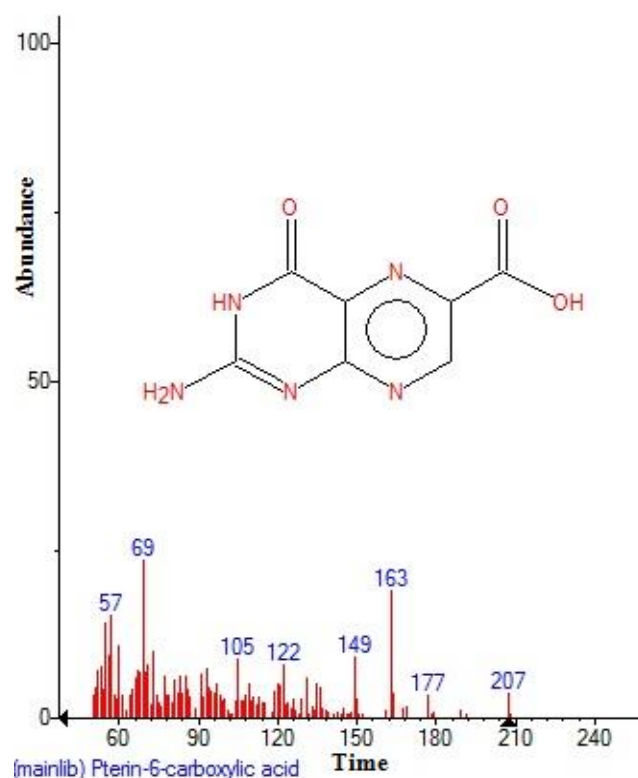 100
Abundance
O
O
N
HN
OH
H2N
N
N
50
69
163
57
105
149
122
177
207
0
60
90
120
150
180
210
240
(mainlib) Pterin-6-carboxylic acid
Time